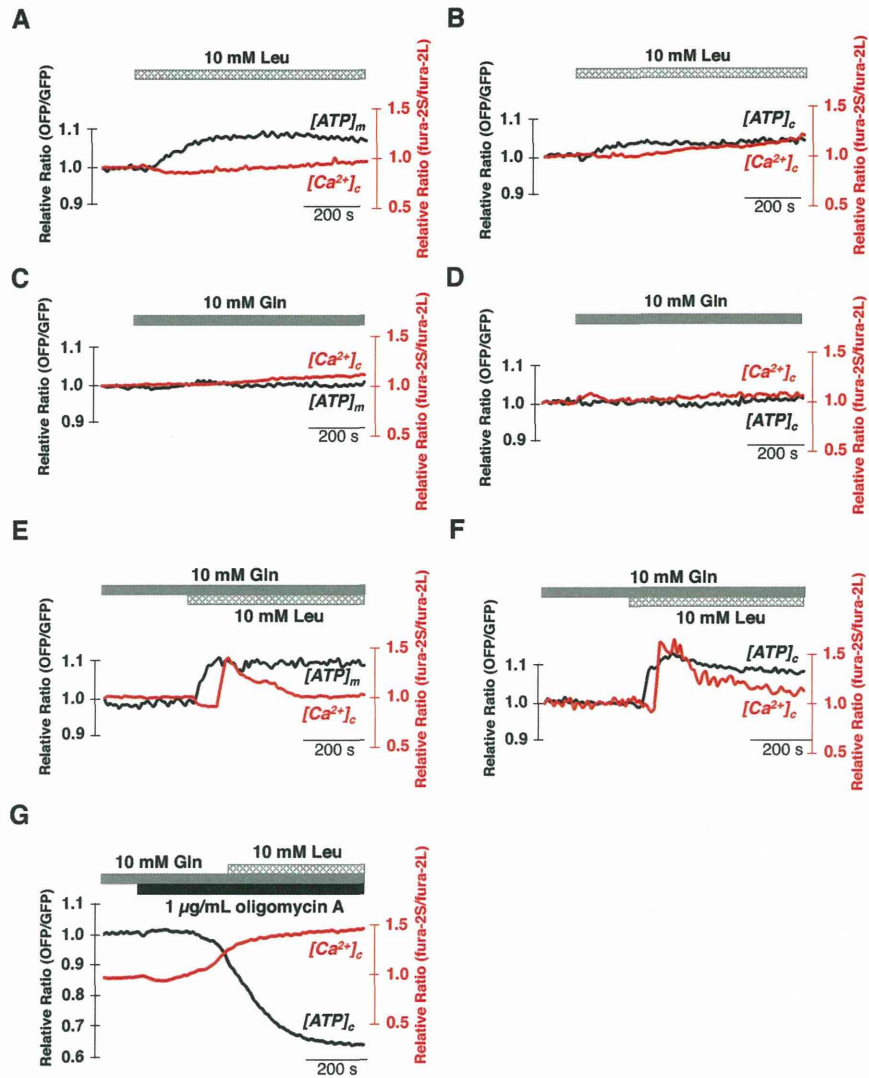 A
10 mM Leu
Relative Ratio (OFP/GFP)
1.1
1.0
0.9
[ATP]m
[Ca2+]c
200 s
1.5
1.0
0.5
Relative Ratio (fura-2S/fura-2L)
B
10 mM Leu
Relative Ratio (OFP/GFP)
1.1
1.0
0.9
[ATP]c
[Ca2+]c
200 s
1.5
1.0
0.5
Relative Ratio (fura-2S/fura-2L)
C
10 mM Gln
Relative Ratio (OFP/GFP)
1.1
1.0
0.9
[Ca2+]c
[ATP]m
200 s
1.5
1.0
0.5
Relative Ratio (fura-2S/fura-2L)
D
10 mM Gln
Relative Ratio (OFP/GFP)
1.1
1.0
0.9
[Ca2+]c
[ATP]c
200 s
1.5
1.0
0.5
Relative Ratio (fura-2S/fura-2L)
E
10 mM Gln
10 mM Leu
Relative Ratio (OFP/GFP)
1.1
1.0
0.9
[ATP]m
[Ca2+]c
200 s
1.5
1.0
0.5
Relative Ratio (fura-2S/fura-2L)
F
10 mM Gln
10 mM Leu
Relative Ratio (OFP/GFP)
1.1
1.0
0.9
[ATP]c
[Ca2+]c
200 s
1.5
1.0
0.5
Relative Ratio (fura-2S/fura-2L)
G
10 mM Gln
10 mM Leu
1 µg/mL oligomycin A
Relative Ratio (OFP/GFP)
1.0
0.9
0.8
0.7
0.6
[Ca2+]c
[ATP]c
200 s
1.5
1.0
0.5
Relative Ratio (fura-2S/fura-2L)